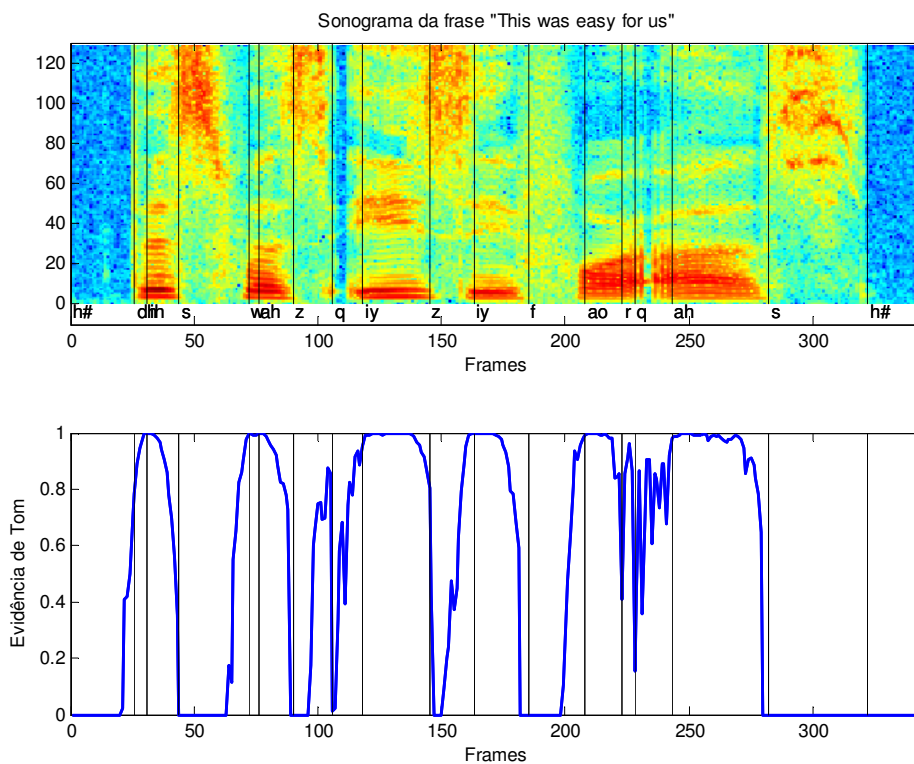 Sonograma da frase "This was easy for us"
120
100
80
60
40
20
0
h# dh ih s w ah z q iy z iy f ao r q ah s h#
0 50 100 150 200 250 300
Frames
Evidência de Tom
1
0.8
0.6
0.4
0.2
0
0 50 100 150 200 250 300
Frames